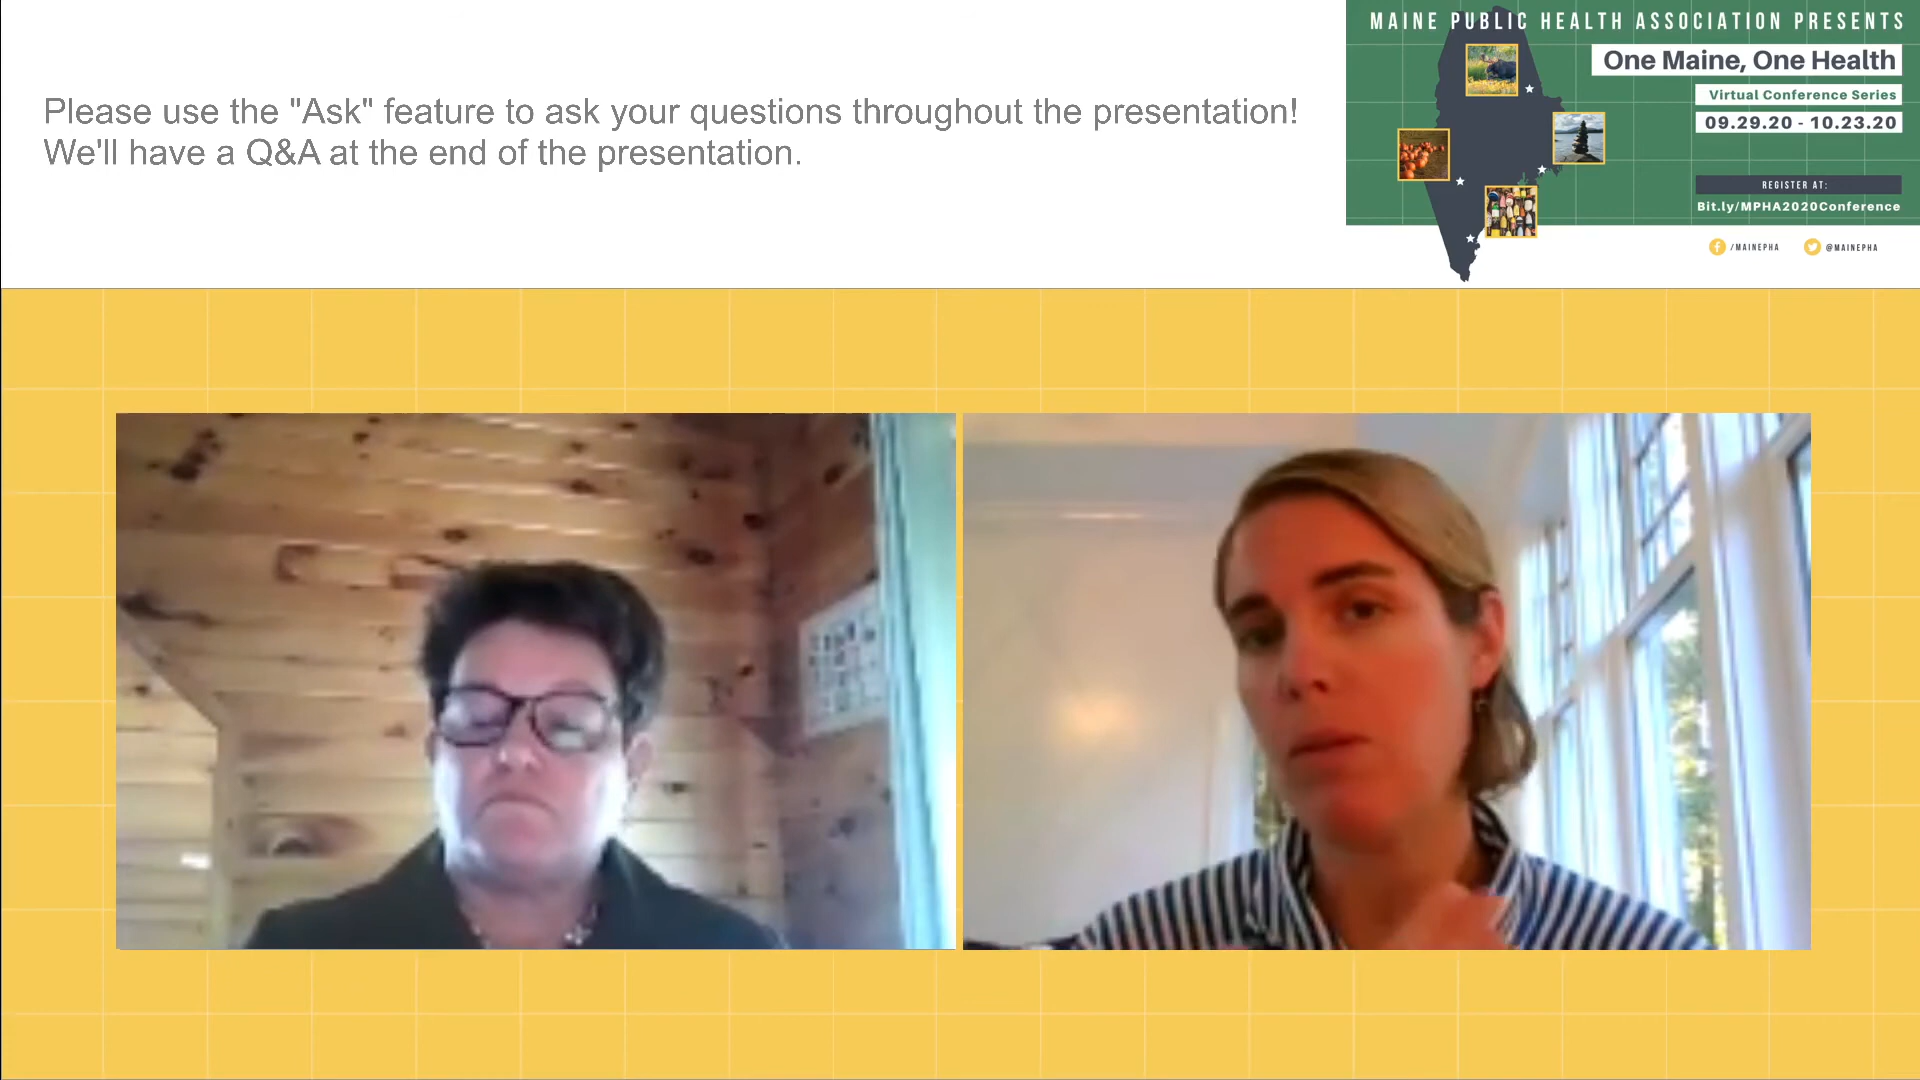 Please use the "Ask" feature to ask your questions throughout the presentation!
We'll have a Q&A at the end of the presentation.
MAINE PUBLIC HEALTH ASSOCIATION PRESENTS
One Maine, One Health
Virtual Conference Series
09.29.20 - 10.23.20
REGISTER AT:
Bit.ly/MPHA2020Conference
/MAINEPHA
@MAINEPHA